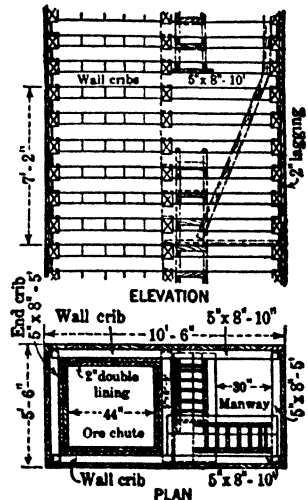 Wall cribs
5"x 8"- 10'
7'- 2"
2" lagging
ELEVATION
End crib
5"x 8"- 5'
Wall crib
5"x 8"- 10"
10'- 6"
5'- 6"
2" double
lining
44"
Ore chute
30"
Manway
5"x 8"- 5'
Wall crib
5"x 8"- 10"
PLAN